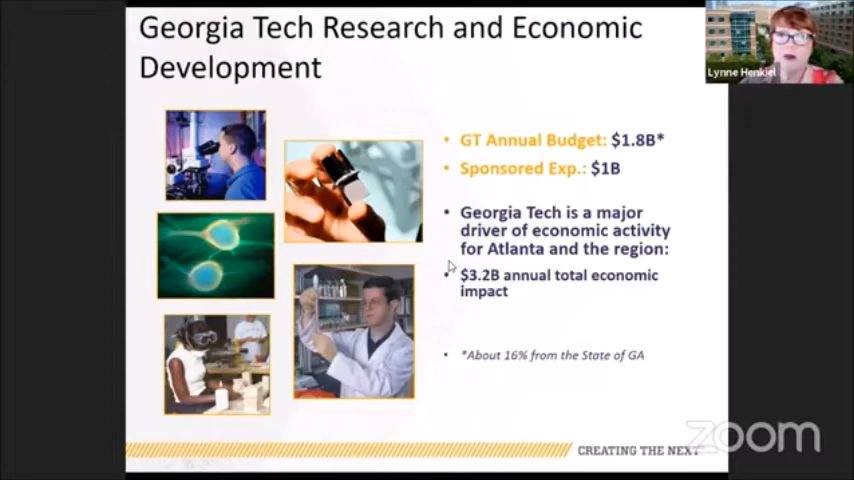 Georgia Tech Research and Economic
Development
Lynne Henkiel
• GT Annual Budget: $1.8B*
• Sponsored Exp.: $1B
• Georgia Tech is a major
driver of economic activity
for Atlanta and the region:
• $3.2B annual total economic
impact
• *About 16% from the State of GA
CREATING THE NEXT
zoom